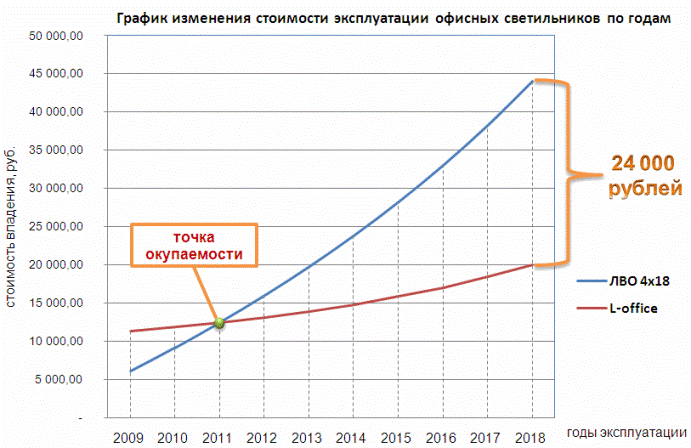 График изменения стоимости эксплуатации офисных светильников по годам
50 000,00
45 000,00
40 000,00
35 000,00
30 000,00
25 000,00
20 000,00
15 000,00
10 000,00
5 000,00
-
стоимость владения, руб.
точка
окупаемости
24 000
рублей
ЛВО 4х18
L-office
2009 2010 2011 2012 2013 2014 2015 2016 2017 2018
годы эксплуатации